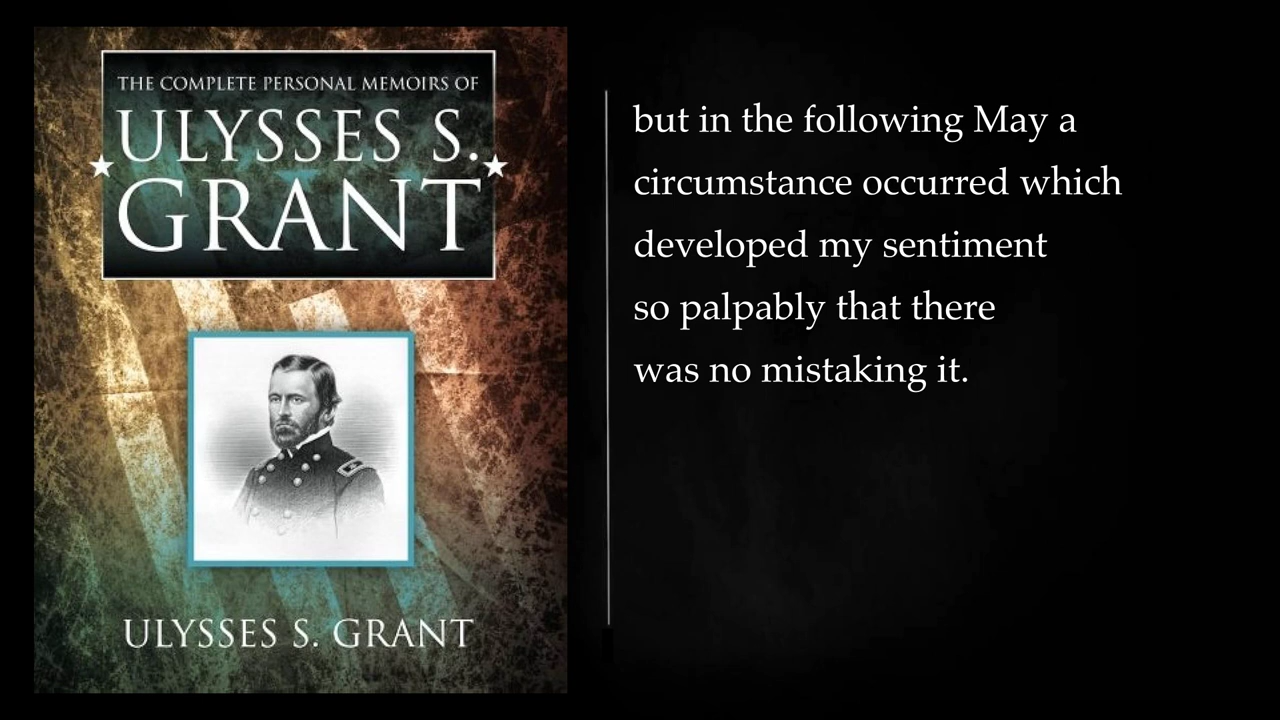 THE COMPLETE PERSONAL MEMOIRS OF
ULYSSES S.
GRANT
ULYSSES S. GRANT
but in the following May a
circumstance occurred which
developed my sentiment
so palpably that there
was no mistaking it.